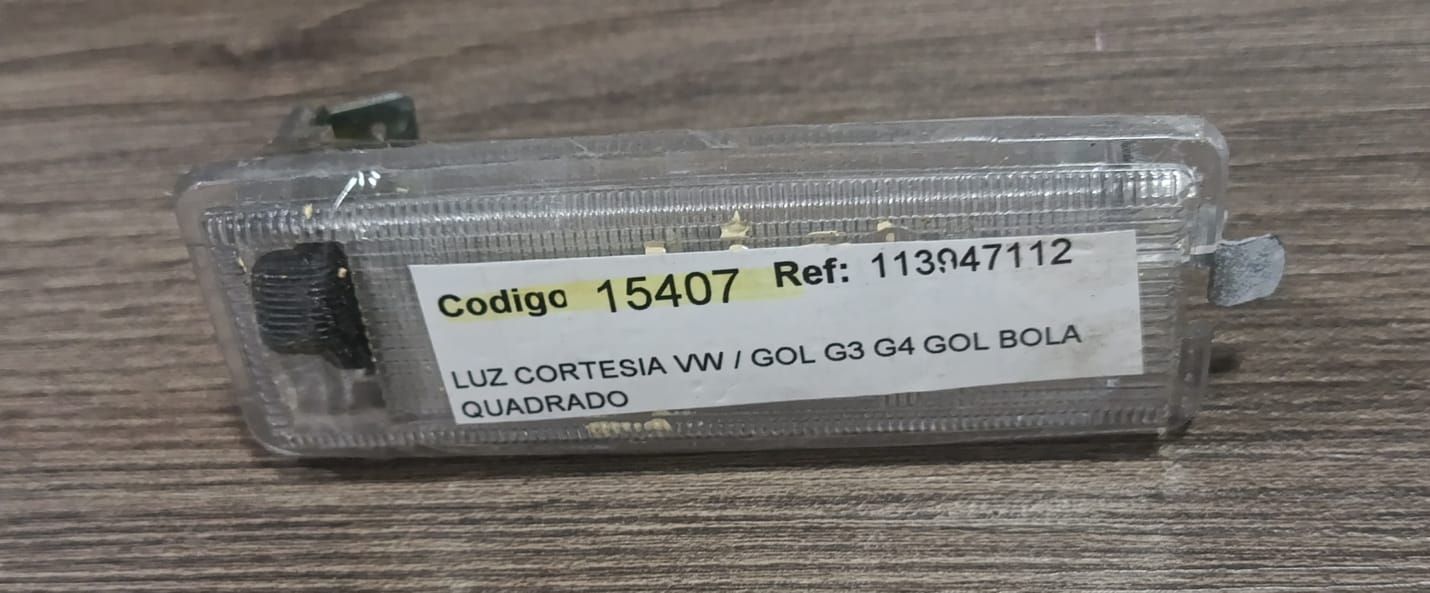 Codigo 15407 Ref: 113947112
LUZ CORTESIA VW / GOL G3 G4 GOL BOLA
QUADRADO